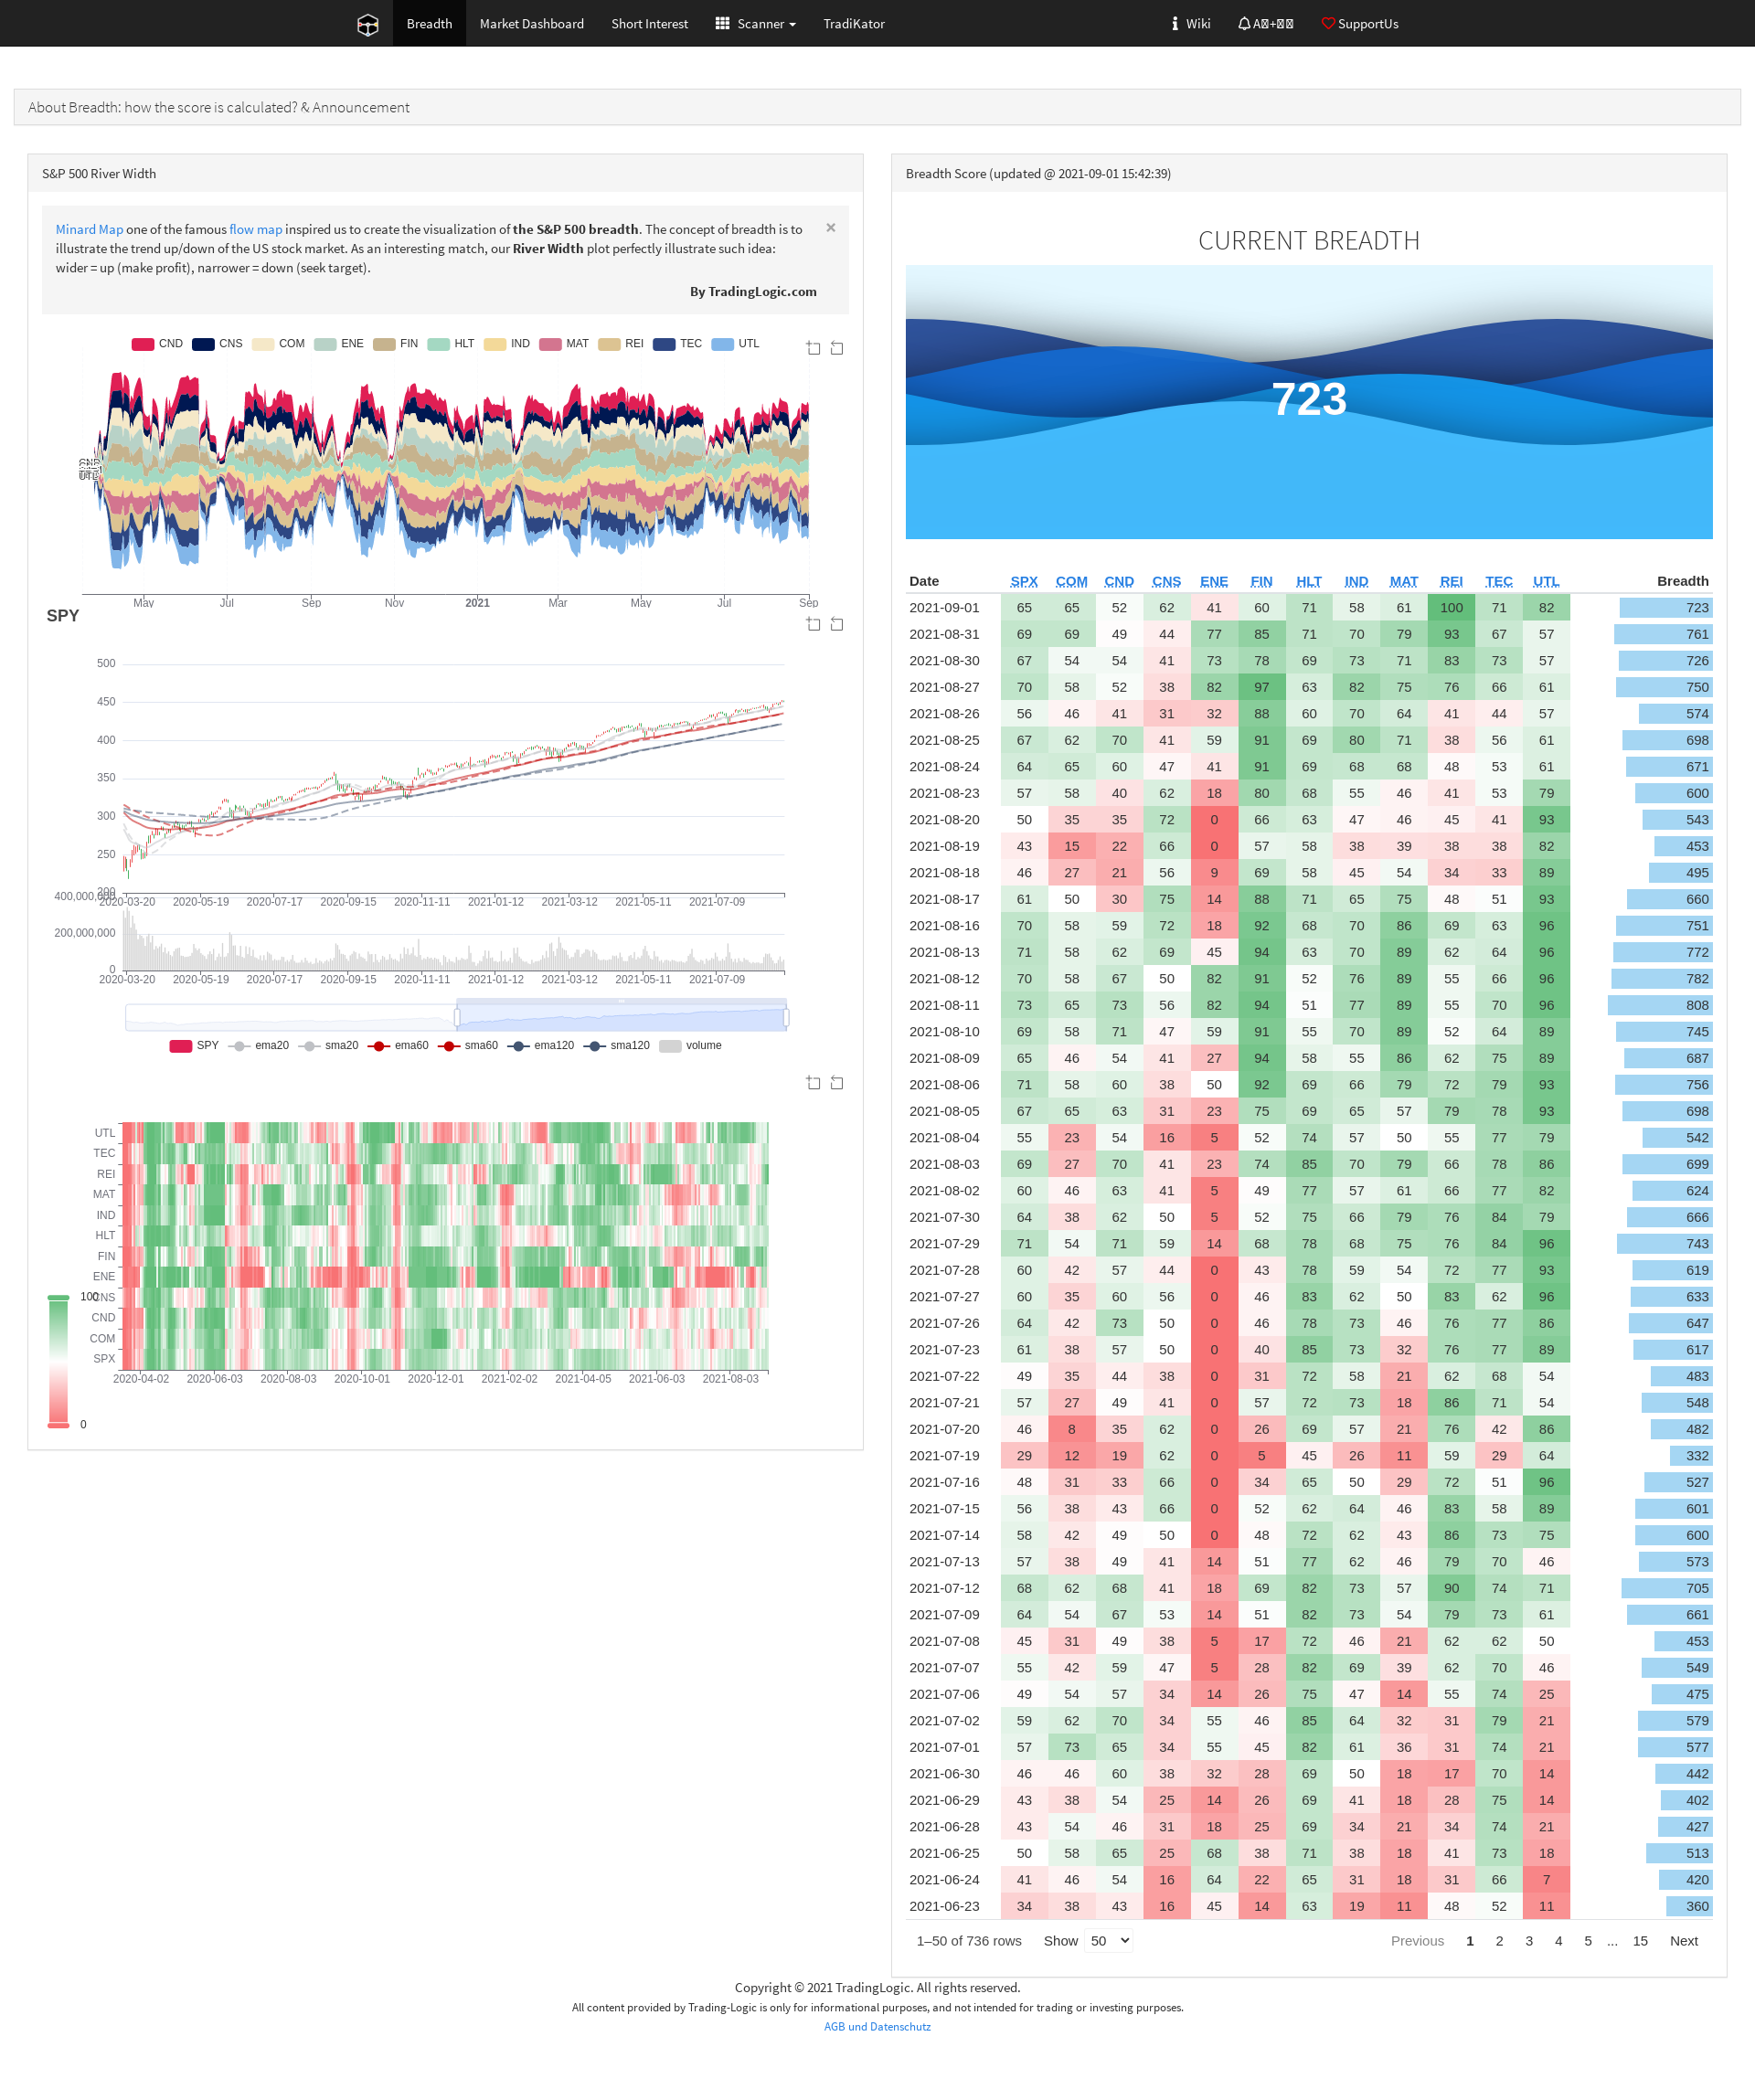 Breadth Market Dashboard Short Interest Scanner TradiKator Wiki SupportUs
About Breadth: how the score is calculated? & Announcement
S&P 500 River Width
Minard Map one of the famous flow map inspired us to create the visualization of the S&P 500 breadth. The concept of breadth is to
illustrate the trend up/down of the US stock market. As an interesting match, our River Width plot perfectly illustrate such idea:
wider = up (make profit), narrower = down (seek target).
×
By TradingLogic.com
CND CNS COM ENE FIN HLT IND MAT REI TEC UTL
UTL
May Jul Sep Nov 2021 Mar May Jul Sep
SPY
500
450
400
350
300
250
200
2020-03-20 2020-05-19 2020-07-17 2020-09-15 2020-11-11 2021-01-12 2021-03-12 2021-05-11 2021-07-09
400,000,000
200,000,000
0
2020-03-20 2020-05-19 2020-07-17 2020-09-15 2020-11-11 2021-01-12 2021-03-12 2021-05-11 2021-07-09
SPY ema20 sma20 ema60 sma60 ema120 sma120 volume
UTL
TEC
REI
MAT
IND
HLT
FIN
ENE
CNS
CND
COM
SPX
100
0
2020-04-02 2020-06-03 2020-08-03 2020-10-01 2020-12-01 2021-02-02 2021-04-05 2021-06-03 2021-08-03
Breadth Score (updated @ 2021-09-01 15:42:39)
CURRENT BREADTH
723
Date SPX COM CND CNS ENE FIN HLT IND MAT REI TEC UTL Breadth
2021-09-01 65 65 52 62 41 60 71 58 61 100 71 82 723
2021-08-31 69 69 49 44 77 85 71 70 79 93 67 57 761
2021-08-30 67 54 54 41 73 78 69 73 71 83 73 57 726
2021-08-27 70 58 52 38 82 97 63 82 75 76 66 61 750
2021-08-26 56 46 41 31 32 88 60 70 64 41 44 57 574
2021-08-25 67 62 70 41 59 91 69 80 71 38 56 61 698
2021-08-24 64 65 60 47 41 91 69 68 68 48 53 61 671
2021-08-23 57 58 40 62 18 80 68 55 46 41 53 79 600
2021-08-20 50 35 35 72 0 66 63 47 46 45 41 93 543
2021-08-19 43 15 22 66 0 57 58 38 39 38 38 82 453
2021-08-18 46 27 21 56 9 69 58 45 54 34 33 89 495
2021-08-17 61 50 30 75 14 88 71 65 75 48 51 93 660
2021-08-16 70 58 59 72 18 92 68 70 86 69 63 96 751
2021-08-13 71 58 62 69 45 94 63 70 89 62 64 96 772
2021-08-12 70 58 67 50 82 91 52 76 89 55 66 96 782
2021-08-11 73 65 73 56 82 94 51 77 89 55 70 96 808
2021-08-10 69 58 71 47 59 91 55 70 89 52 64 89 745
2021-08-09 65 46 54 41 27 94 58 55 86 62 75 89 687
2021-08-06 71 58 60 38 50 92 69 66 79 72 79 93 756
2021-08-05 67 65 63 31 23 75 69 65 57 79 78 93 698
2021-08-04 55 23 54 16 5 52 74 57 50 55 77 79 542
2021-08-03 69 27 70 41 23 74 85 70 79 66 78 86 699
2021-08-02 60 46 63 41 5 49 77 57 61 66 77 82 624
2021-07-30 64 38 62 50 5 52 75 66 79 76 84 79 666
2021-07-29 71 54 71 59 14 68 78 68 75 76 84 96 743
2021-07-28 60 42 57 44 0 43 78 59 54 72 77 93 619
2021-07-27 60 35 60 56 0 46 83 62 50 83 62 96 633
2021-07-26 64 42 73 50 0 46 78 73 46 76 77 86 647
2021-07-23 61 38 57 50 0 40 85 73 32 76 77 89 617
2021-07-22 49 35 44 38 0 31 72 58 21 62 68 54 483
2021-07-21 57 27 49 41 0 57 72 73 18 86 71 54 548
2021-07-20 46 8 35 62 0 26 69 57 21 76 42 86 482
2021-07-19 29 12 19 62 0 5 45 26 11 59 29 64 332
2021-07-16 48 31 33 66 0 34 65 50 29 72 51 96 527
2021-07-15 56 38 43 66 0 52 62 64 46 83 58 89 601
2021-07-14 58 42 49 50 0 48 72 62 43 86 73 75 600
2021-07-13 57 38 49 41 14 51 77 62 46 79 70 46 573
2021-07-12 68 62 68 41 18 69 82 73 57 90 74 71 705
2021-07-09 64 54 67 53 14 51 82 73 54 79 73 61 661
2021-07-08 45 31 49 38 5 17 72 46 21 62 62 50 453
2021-07-07 55 42 59 47 5 28 82 69 39 62 70 46 549
2021-07-06 49 54 57 34 14 26 75 47 14 55 74 25 475
2021-07-02 59 62 70 34 55 46 85 64 32 31 79 21 579
2021-07-01 57 73 65 34 55 45 82 61 36 31 74 21 577
2021-06-30 46 46 60 38 32 28 69 50 18 17 70 14 442
2021-06-29 43 38 54 25 14 26 69 41 18 28 75 14 402
2021-06-28 43 54 46 31 18 25 69 34 21 34 74 21 427
2021-06-25 50 58 65 25 68 38 71 38 18 41 73 18 513
2021-06-24 41 46 54 16 64 22 65 31 18 31 66 7 420
2021-06-23 34 38 43 16 45 14 63 19 11 48 52 11 360
1–50 of 736 rows Show 50 Previous 1 2 3 4 5 ... 15 Next
Copyright © 2021 TradingLogic. All rights reserved.
All content provided by Trading-Logic is only for informational purposes, and not intended for trading or investing purposes.
AGB und Datenschutz